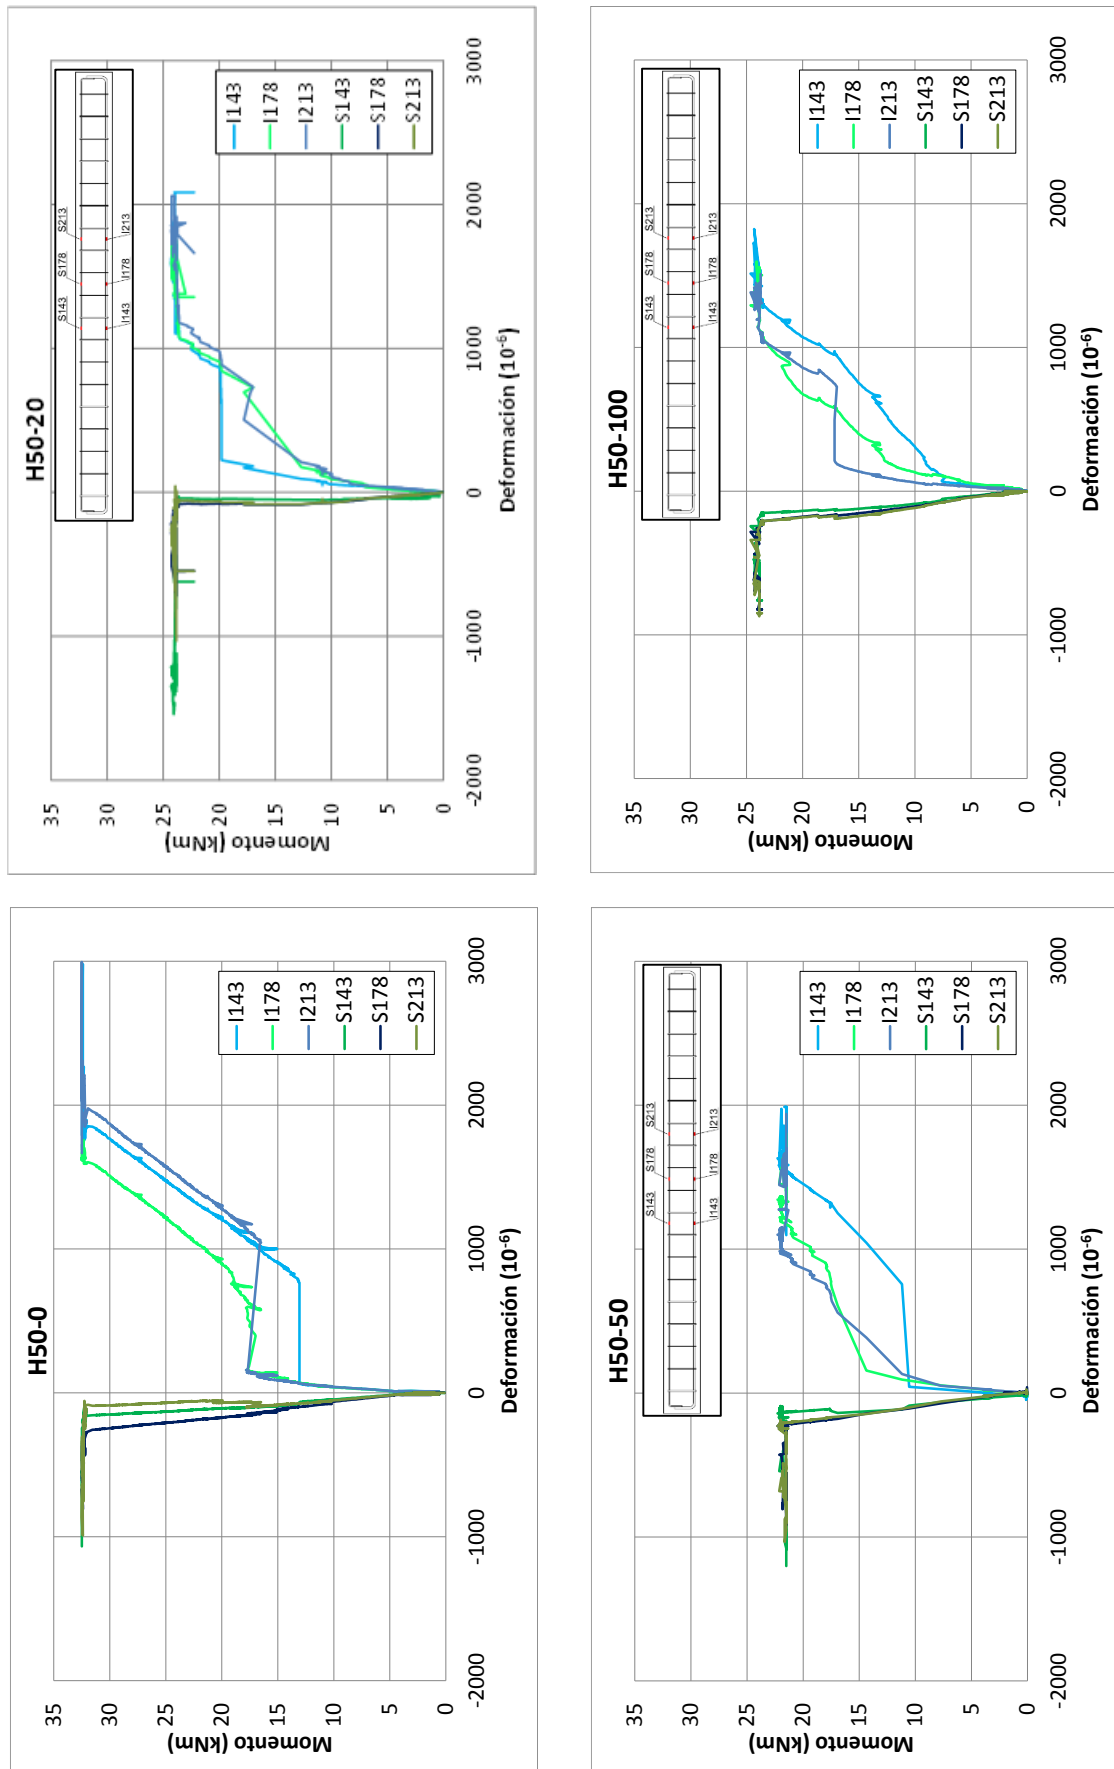 H50-0
Momento (kNm)
35
30
25
20
15
10
5
0
-2000
-1000
0
1000
2000
3000
Deformación (10⁻⁶)
I143
I178
I213
S143
S178
S213
H50-20
Momento (kNm)
35
30
25
20
15
10
5
0
-2000
-1000
0
1000
2000
3000
Deformación (10⁻⁶)
S143 S178 S213
I143 I178 I213
I143
I178
I213
S143
S178
S213
H50-50
Momento (kNm)
35
30
25
20
15
10
5
0
-2000
-1000
0
1000
2000
3000
Deformación (10⁻⁶)
S143 S178 S213
I143 I178 I213
I143
I178
I213
S143
S178
S213
H50-100
Momento (kNm)
35
30
25
20
15
10
5
0
-2000
-1000
0
1000
2000
3000
Deformación (10⁻⁶)
S143 S178 S213
I143 I178 I213
I143
I178
I213
S143
S178
S213